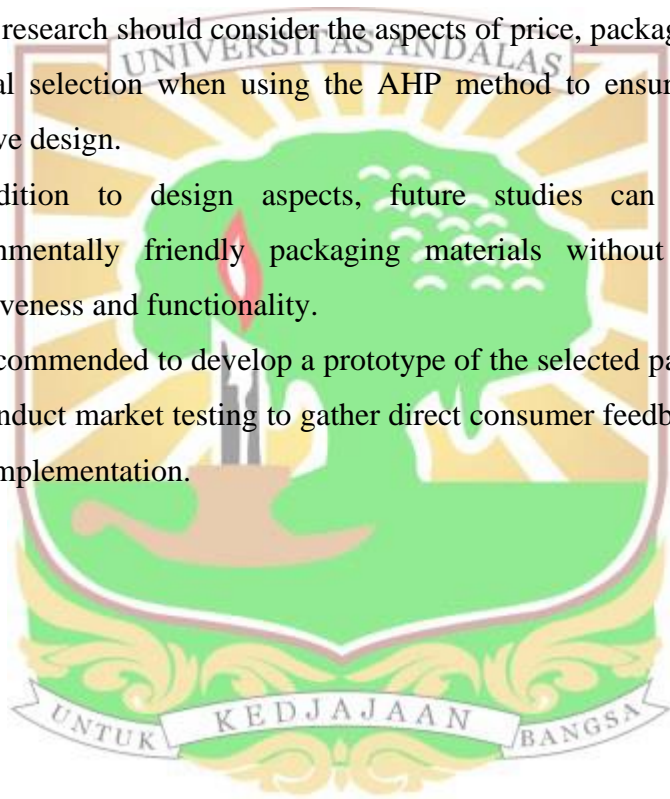 research should consider the aspects of price, packag
UNIVERSITAS ANDALAS
al selection when using the AHP method to ensur
ve design.
dition to design aspects, future studies can
nmentally friendly packaging materials without
iveness and functionality.
commended to develop a prototype of the selected pa
nduct market testing to gather direct consumer feedb
mplementation.
UNTUK KEDJAJAAN BANGSA